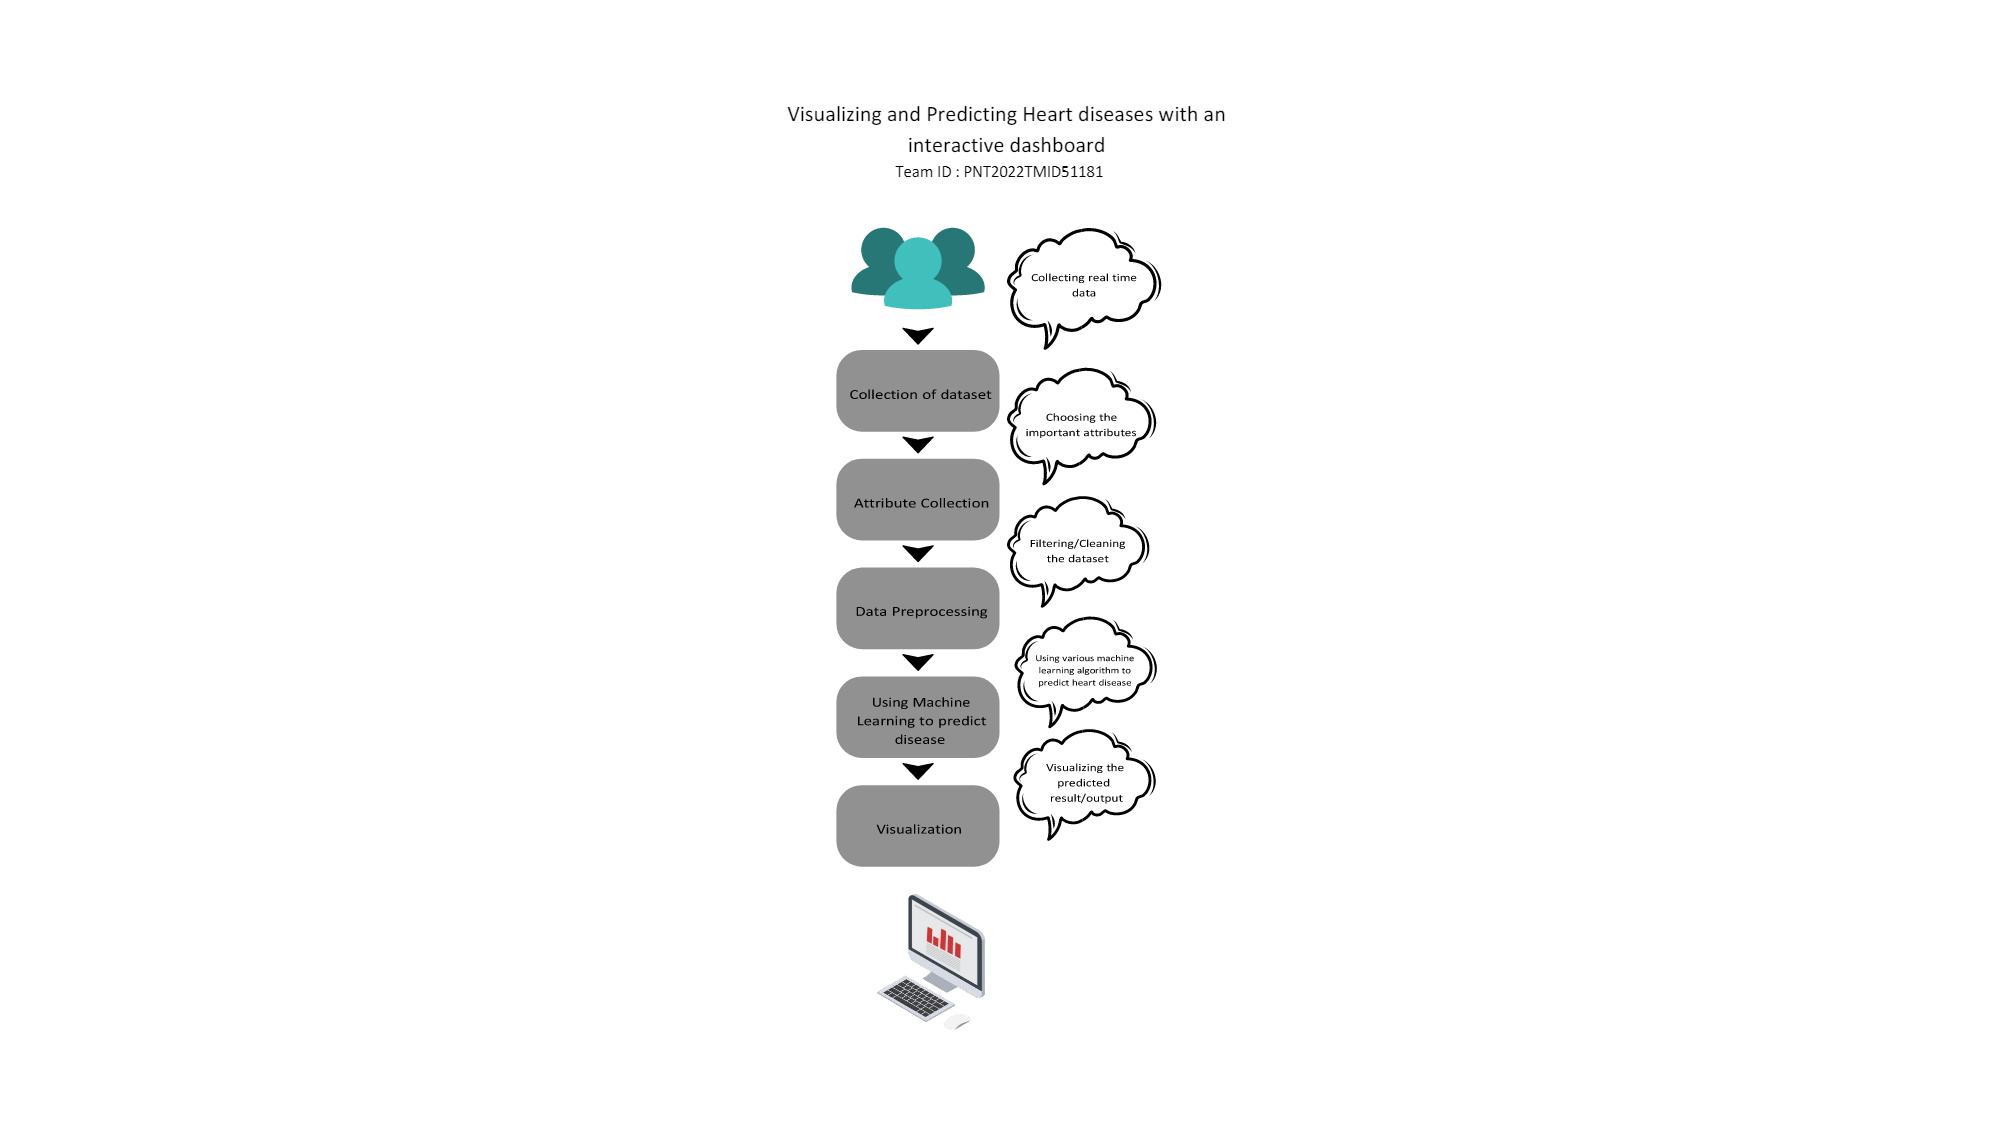 Visualizing and Predicting Heart diseases with an
interactive dashboard
Team ID : PNT2022TMID51181
Collecting real time
data
Collection of dataset
Choosing the
important attributes
Attribute Collection
Filtering/Cleaning
the dataset
Data Preprocessing
Using various machine
learning algorithm to
predict heart disease
Using Machine
Learning to predict
disease
Visualizing the
predicted
result/output
Visualization